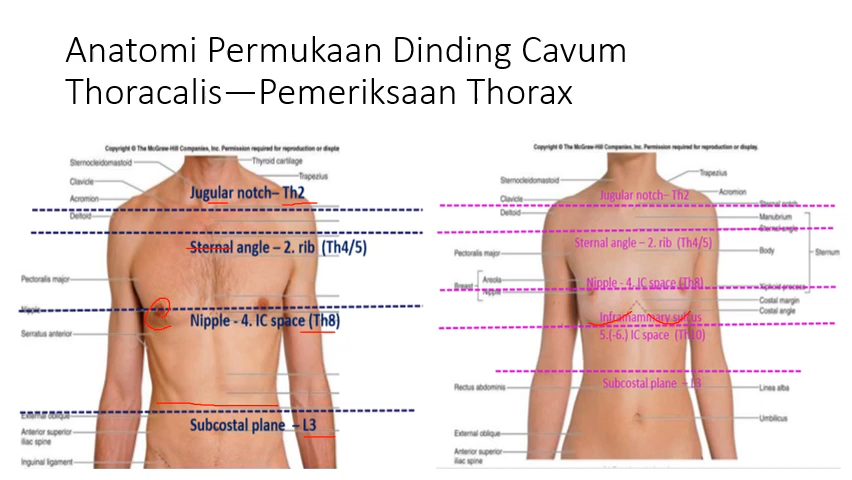 Anatomi Permukaan Dinding Cavum
Thoracalis—Pemeriksaan Thorax
Copyright © The McGraw-Hill Companies, Inc. Permission required for reproduction or displa
Sternocleidomastoid
Thyroid cartilage
Trapezius
Clavicle
Jugular notch– Th2
Acromion
Deltoid
Sternal angle – 2. rib (Th4/5)
Pectoralis major
Nipple
Nipple - 4. IC space (Th8)
Serratus anterior
External oblique
Subcostal plane – L3
Anterior superior
iliac spine
Inguinal ligament
Copyright © The McGraw-Hill Companies, Inc. Permission required for reproduction or display.
Trapezius
Sternocleidomastoid
Jugular notch– Th2
Acromion
Clavicle
Sternal notch
Deltoid
Manubrium
Sternal angle
Sternal angle – 2. rib (Th4/5)
Pectoralis major
Body
Sternum
Breast
Areola
Nipple
Nipple - 4. IC space (Th8)
Xiphoid process
Costal margin
Costal angle
Inframammary sulcus
5.(-6.) IC space (Th10)
Subcostal plane – L3
Rectus abdominis
Linea alba
Umbilicus
External oblique
Anterior superior
iliac spine